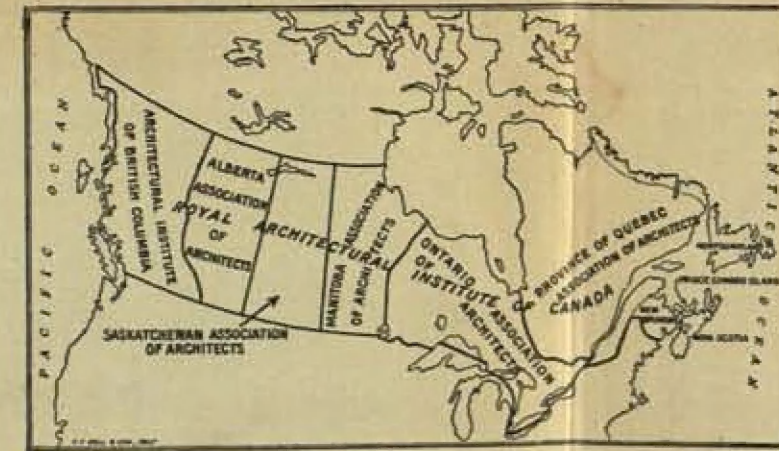 PACIFIC OCEAN
ARCHITECTURAL INSTITUTE
OF BRITISH COLUMBIA
ALBERTA
ASSOCIATION
OF
ARCHITECTS
SASKATCHEWAN ASSOCIATION
OF ARCHITECTS
MANITOBA ASSOCIATION
OF ARCHITECTS
ONTARIO ASSOCIATION
OF
ARCHITECTS
PROVINCE OF QUEBEC
ASSOCIATION OF ARCHITECTS
ROYAL ARCHITECTURAL
INSTITUTE OF
CANADA
NEWFOUNDLAND
PRINCE EDWARD ISLAND
NEW
NOVA SCOTIA
ATLANTIC OCEAN